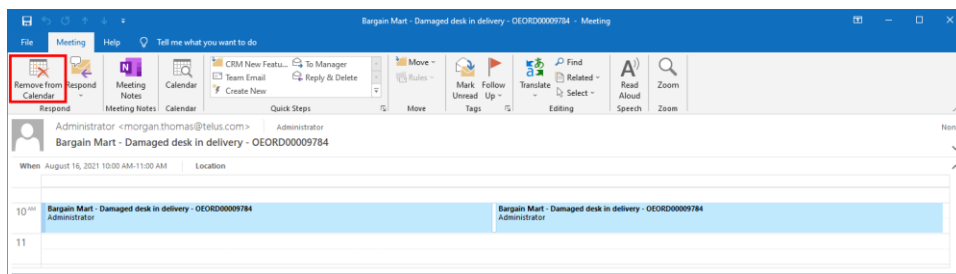 Bargain Mart - Damaged desk in delivery - OEORD00009784 - Meeting
File Meeting Help Tell me what you want to do
Remove from Calendar
Respond
Respond
Meeting Notes
Meeting Notes
Calendar
Calendar
CRM New Featu... To Manager
Team Email Reply & Delete
Create New
Quick Steps
Move
Rules
Move
Mark Unread
Follow Up
Tags
Translate
Find
Related
Select
Editing
Read Aloud
Speech
Zoom
Zoom
Administrator <morgan.thomas@telus.com> Administrator
Bargain Mart - Damaged desk in delivery - OEORD00009784
When August 16, 2021 10:00 AM-11:00 AM Location
10 AM
Bargain Mart - Damaged desk in delivery - OEORD00009784
Administrator
Bargain Mart - Damaged desk in delivery - OEORD00009784
Administrator
11